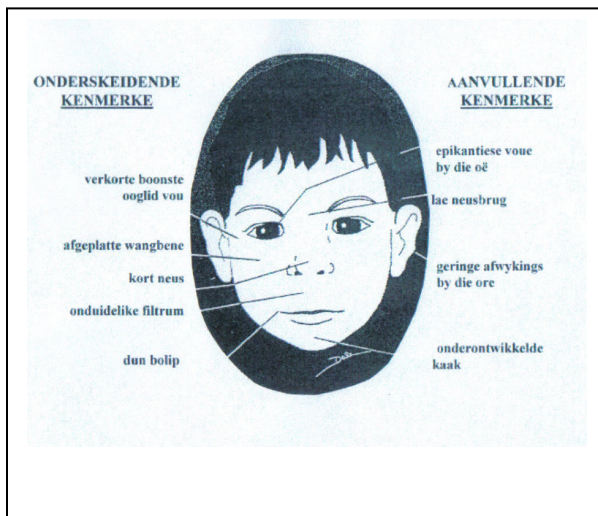 ONDERSKEIDENDE
KENMERKE
verkorte boonste
ooglid vou
afgeplatte wangbene
kort neus
onduidelike filtrum
dun bolip
AANVULLENDE
KENMERKE
epikantiese voue
by die oë
lae neusbrug
geringe afwykings
by die ore
onderontwikkelde
kaak